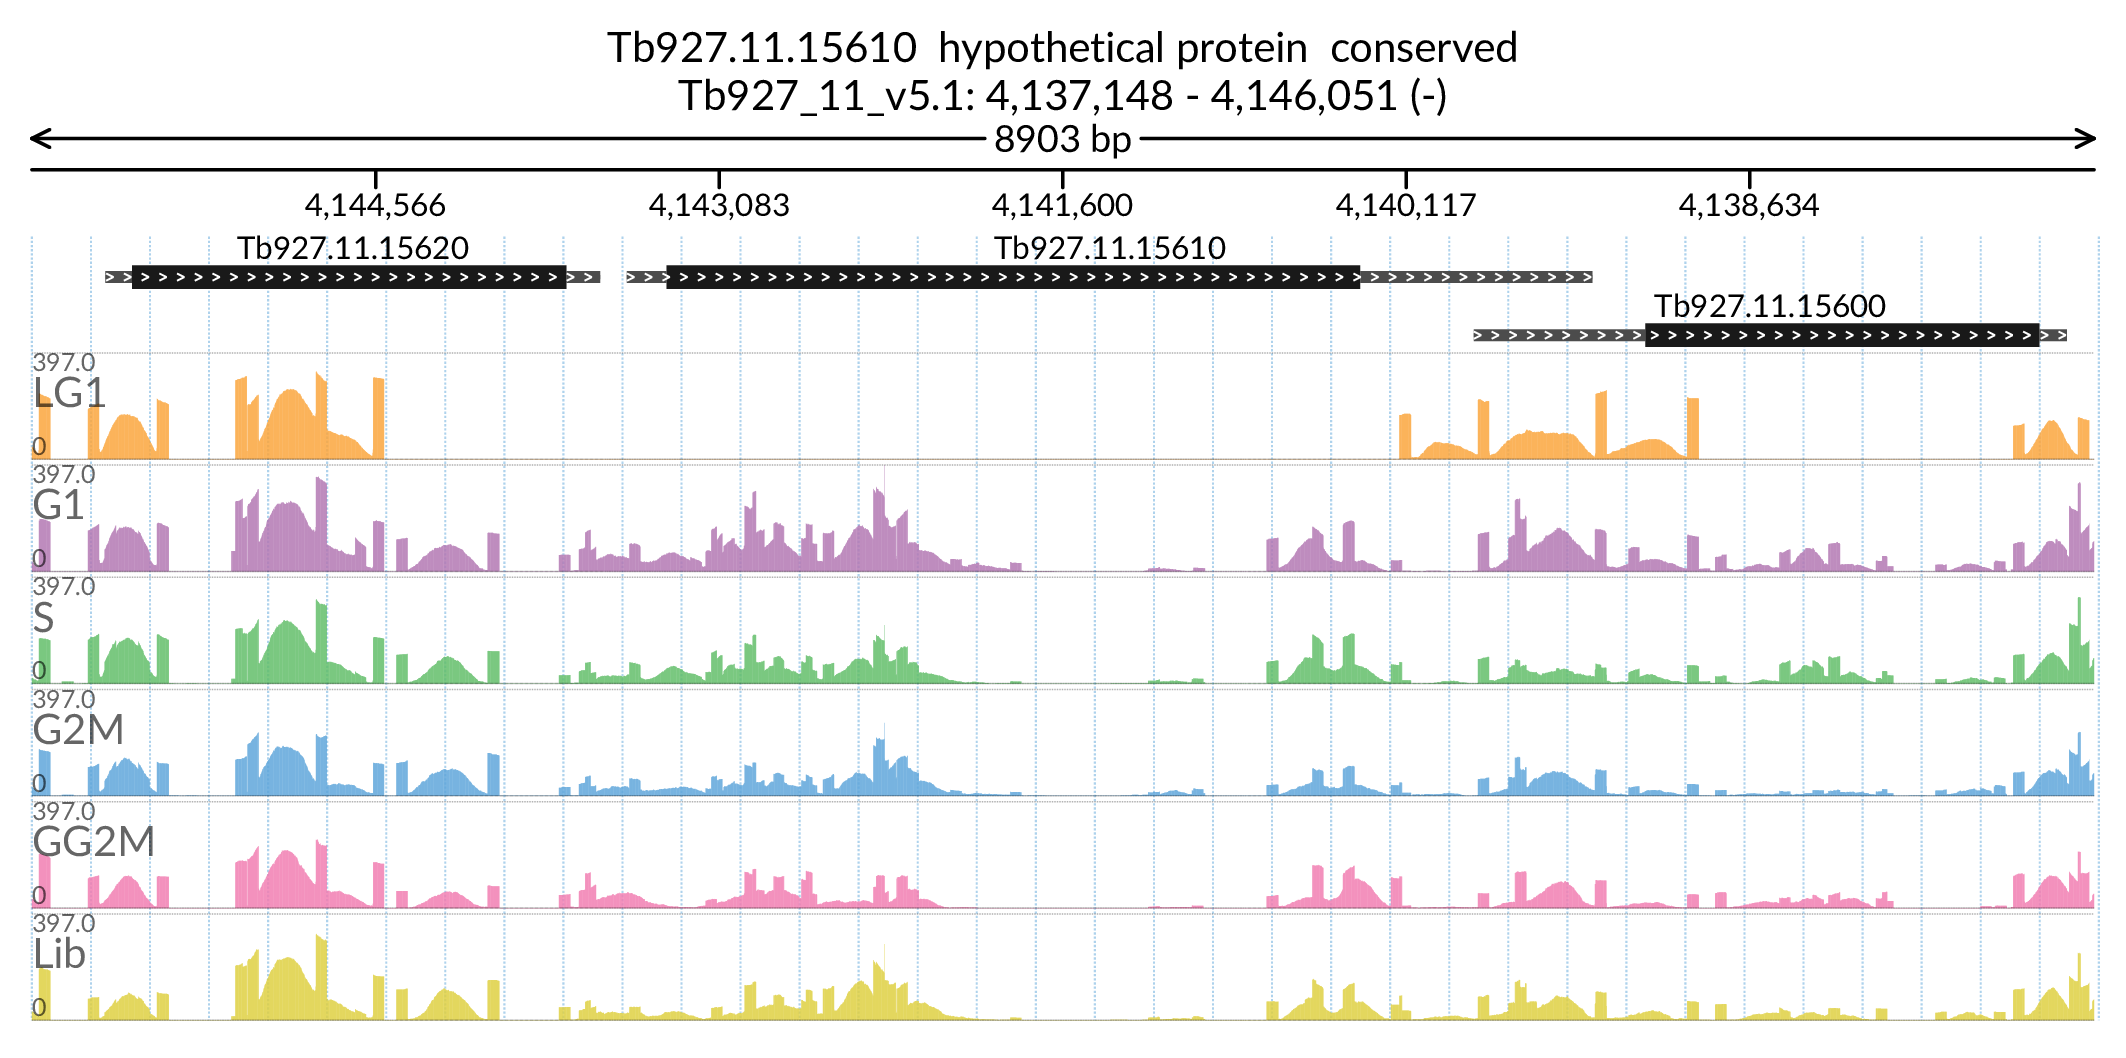 Tb927.11.15610 hypothetical protein conserved
Tb927_11_v5.1: 4,137,148 - 4,146,051 (-)
8903 bp
4,144,566 4,143,083 4,141,600 4,140,117 4,138,634
Tb927.11.15620 Tb927.11.15610
Tb927.11.15600
397.0
LG1
0
397.0
G1
0
397.0
S
0
397.0
G2M
0
397.0
GG2M
0
397.0
Lib
0